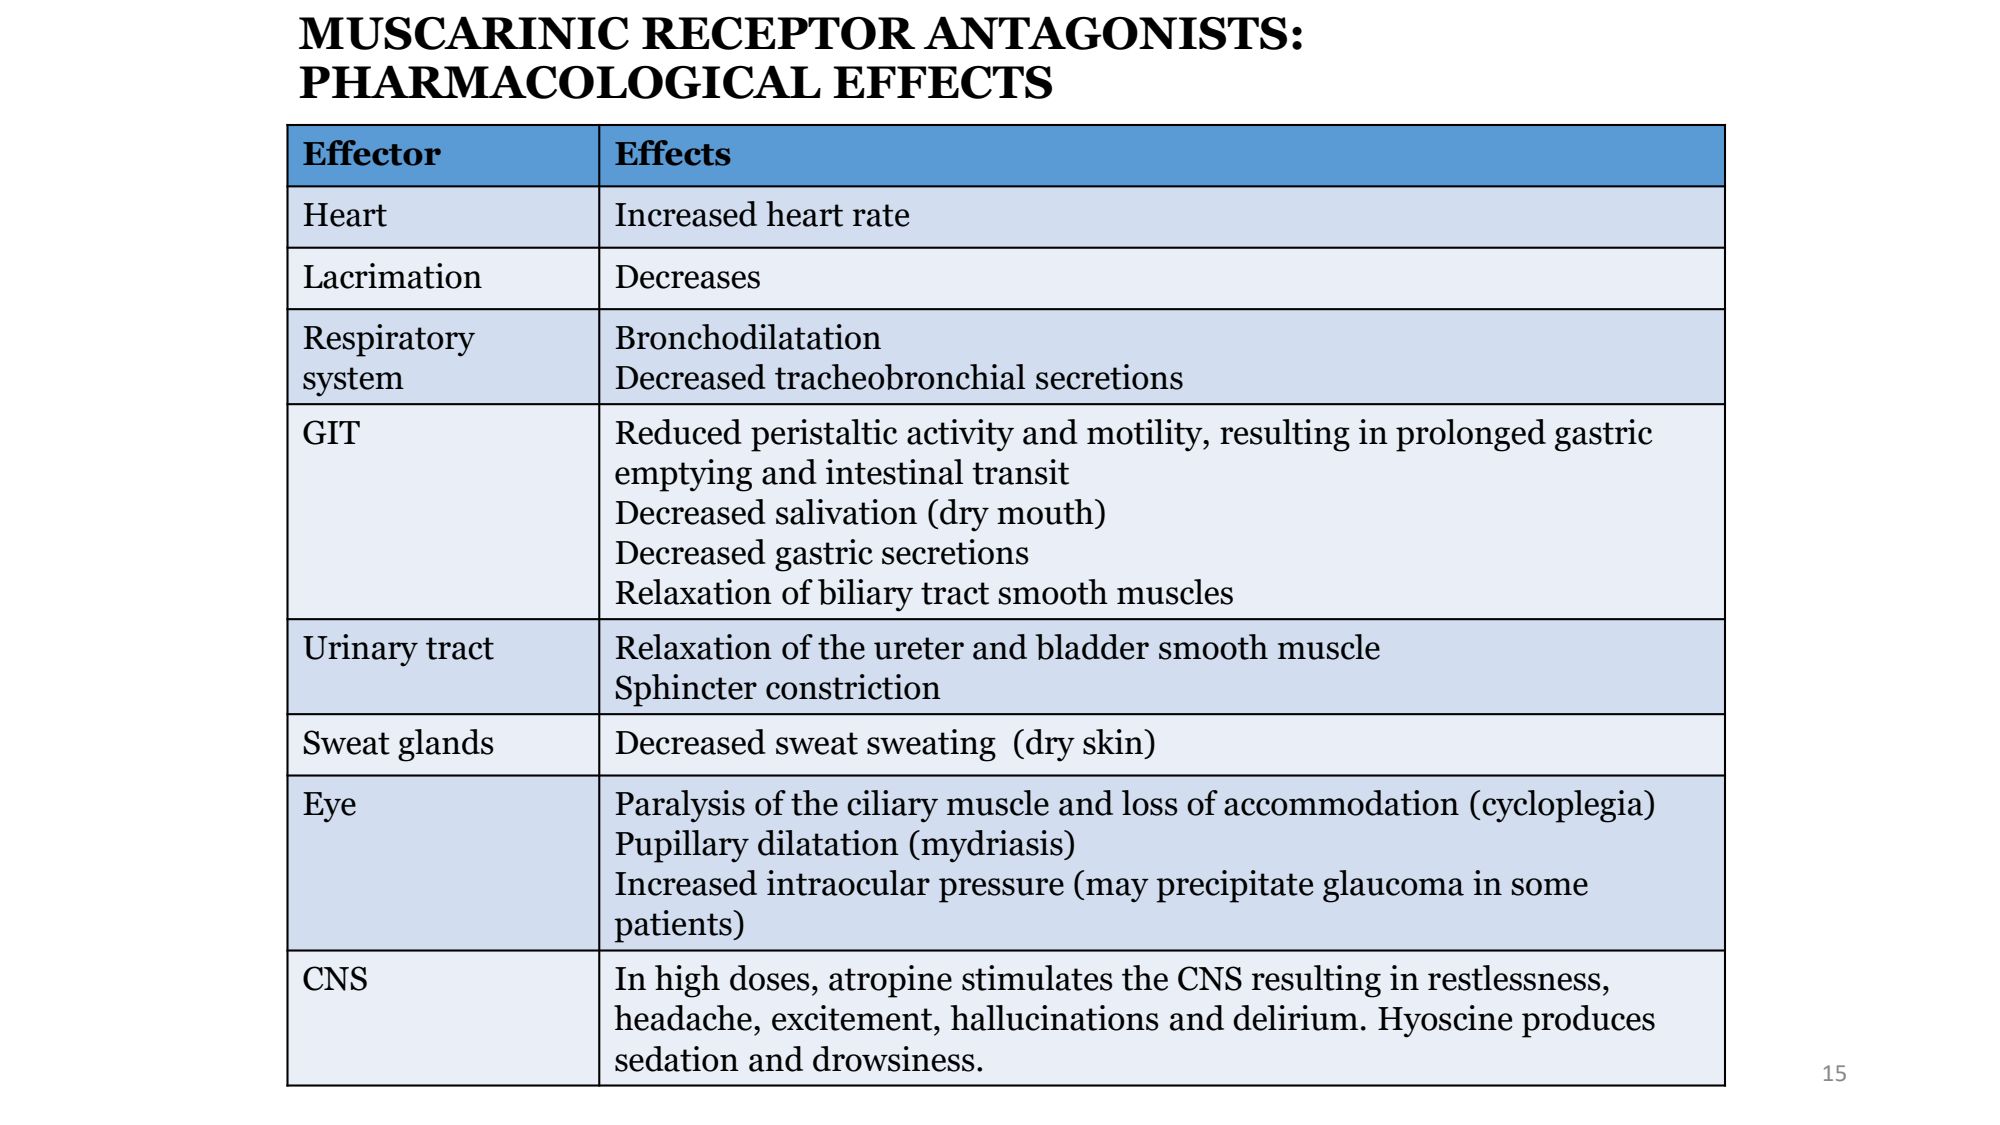 MUSCARINIC RECEPTOR ANTAGONISTS:
PHARMACOLOGICAL EFFECTS
Effector
Effects
Heart
Increased heart rate
Lacrimation
Decreases
Respiratory
system
Bronchodilatation
Decreased tracheobronchial secretions
GIT
Reduced peristaltic activity and motility, resulting in prolonged gastric
emptying and intestinal transit
Decreased salivation (dry mouth)
Decreased gastric secretions
Relaxation of biliary tract smooth muscles
Urinary tract
Relaxation of the ureter and bladder smooth muscle
Sphincter constriction
Sweat glands
Decreased sweat sweating  (dry skin)
Eye
Paralysis of the ciliary muscle and loss of accommodation (cycloplegia)
Pupillary dilatation (mydriasis)
Increased intraocular pressure (may precipitate glaucoma in some
patients)
CNS
In high doses, atropine stimulates the CNS resulting in restlessness,
headache, excitement, hallucinations and delirium. Hyoscine produces
sedation and drowsiness.
15